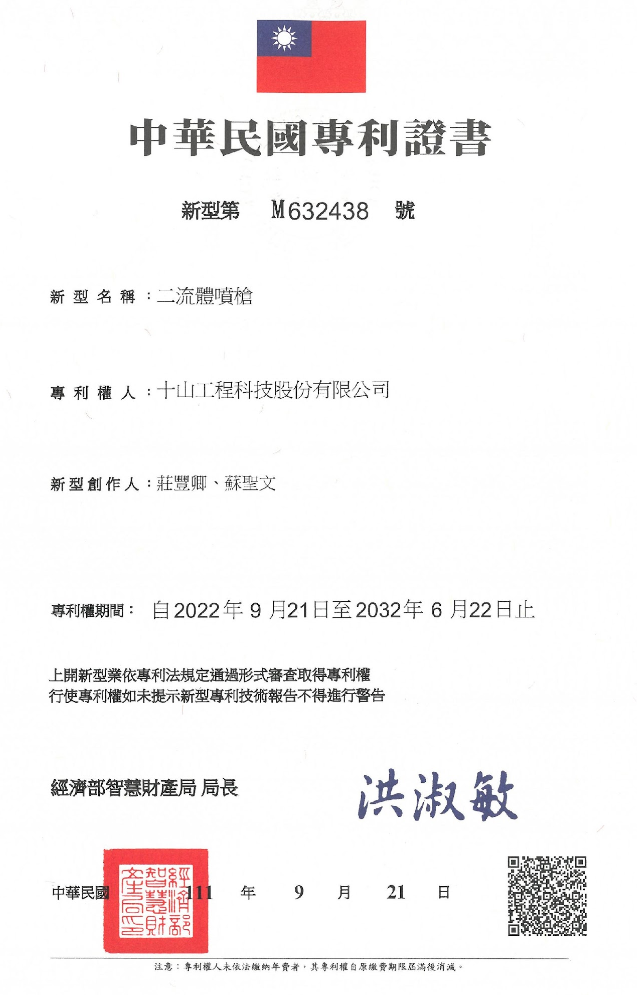 中華民國專利證書
新型第 M632438 號
新型名稱：二流體噴槍
專利權人：十山工程科技股份有限公司
新型創作人：莊豐卿、蘇聖文
專利權期間： 自2022年 9 月21日至2032年 6 月22日止
上開新型業依專利法規定通過形式審查取得專利權
行使專利權如未提示新型專利技術報告不得進行警告
經濟部智慧財產局 局長 洪淑敏
經濟部智慧財產局印
中華民國 111 年 9 月 21 日
注意：專利權人未依法繳納年費者，其專利權自原繳費期限屆滿後消滅。